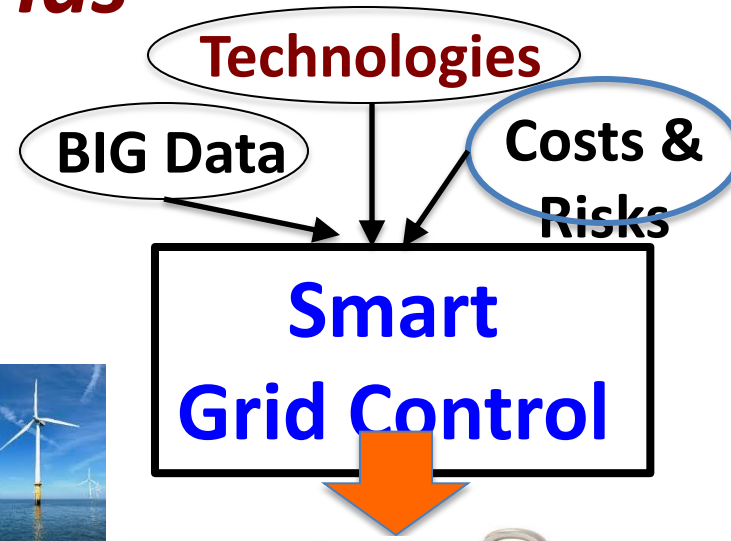 Technologies
BIG Data
Costs &
Risks
Smart
Grid Control